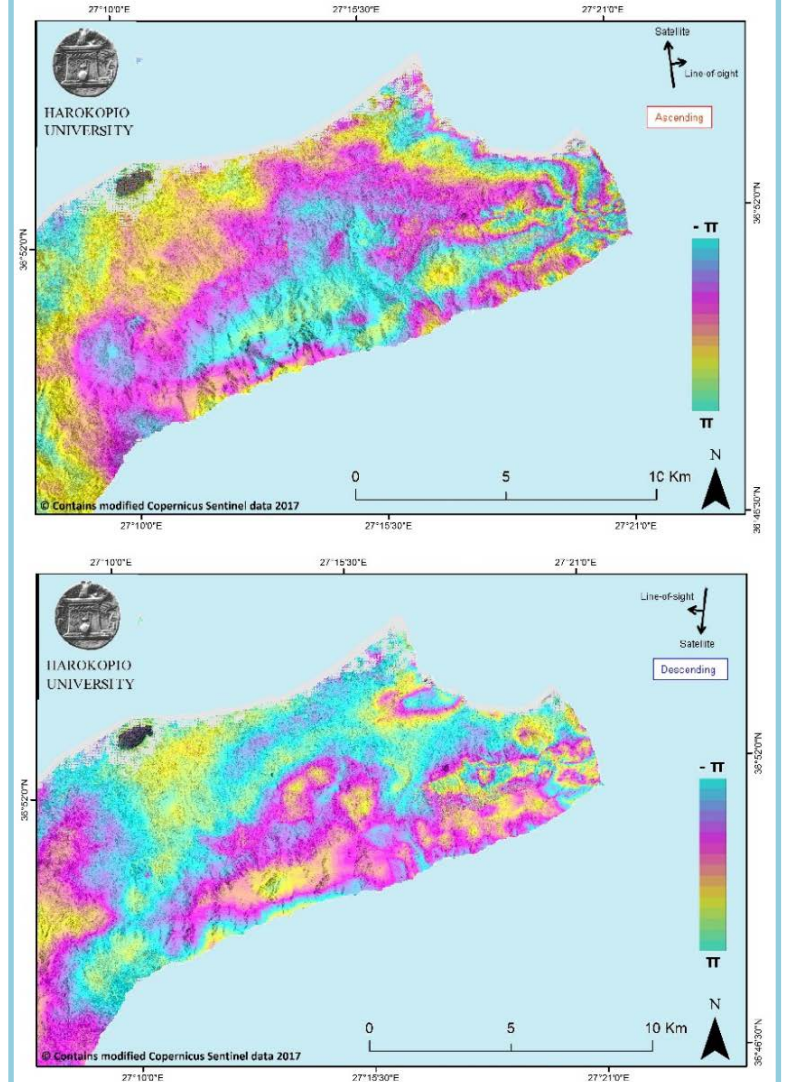 27°10'0"E 27°15'30"E 27°21'0"E
HAROKOPIO
UNIVERSITY
Satellite
Line-of-sight
Ascending
36°52'0"N
36°52'0"N
- π
π
N
0 5 10 Km
© Contains modified Copernicus Sentinel data 2017
36°46'30"N
27°10'0"E 27°15'30"E 27°21'0"E
27°10'0"E 27°15'30"E 27°21'0"E
HAROKOPIO
UNIVERSITY
Line-of-sight
Satellite
Descending
36°52'0"N
36°52'0"N
- π
π
N
0 5 10 Km
© Contains modified Copernicus Sentinel data 2017
36°46'30"N
27°10'0"E 27°15'30"E 27°21'0"E